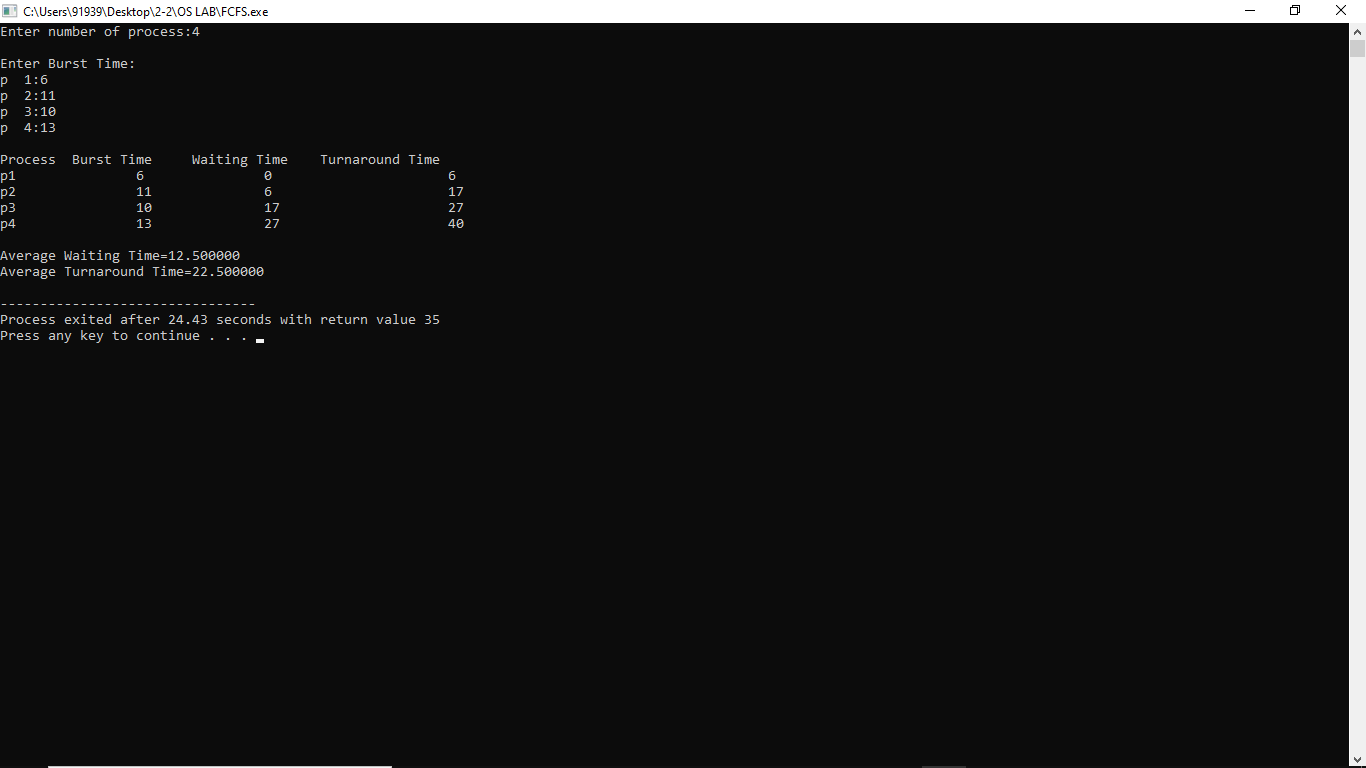 C:\Users\91939\Desktop\2-2\OS LAB\FCFS.exe
Enter number of process:4
Enter Burst Time:
p  1:6
p  2:11
p  3:10
p  4:13
Process  Burst Time     Waiting Time    Turnaround Time
p1               6               0                      6
p2               11              6                      17
p3               10              17                     27
p4               13              27                     40
Average Waiting Time=12.500000
Average Turnaround Time=22.500000
--------------------------------
Process exited after 24.43 seconds with return value 35
Press any key to continue . . .